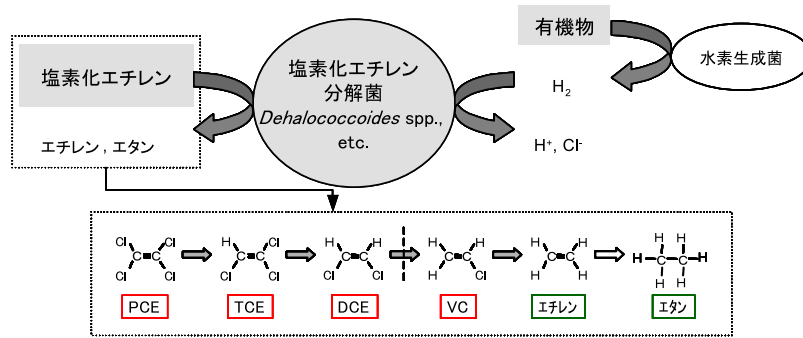 有機物
水素生成菌
塩素化エチレン
塩素化エチレン
分解菌
Dehalococcoides spp.,
etc.
H2
エチレン , エタン
H+, Cl-
Cl Cl C C Cl Cl
H Cl C C Cl Cl
H H C C Cl Cl
H H C C H Cl
H H C C H H
H H H C C H H H
PCE
TCE
DCE
VC
エチレン
エタン